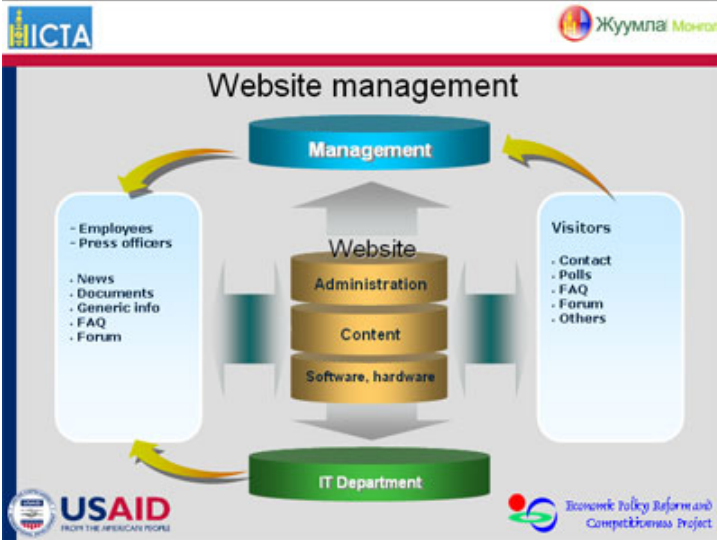 ICTA
Жуумла! Монгол
Website management
Management
- Employees
- Press officers
. News
. Documents
. Generic info
. FAQ
. Forum
Website
Administration
Content
Software, hardware
Visitors
. Contact
. Polls
. FAQ
. Forum
. Others
IT Department
USAID
FROM THE AMERICAN PEOPLE
Economic Policy Reform and
Competitiveness Project